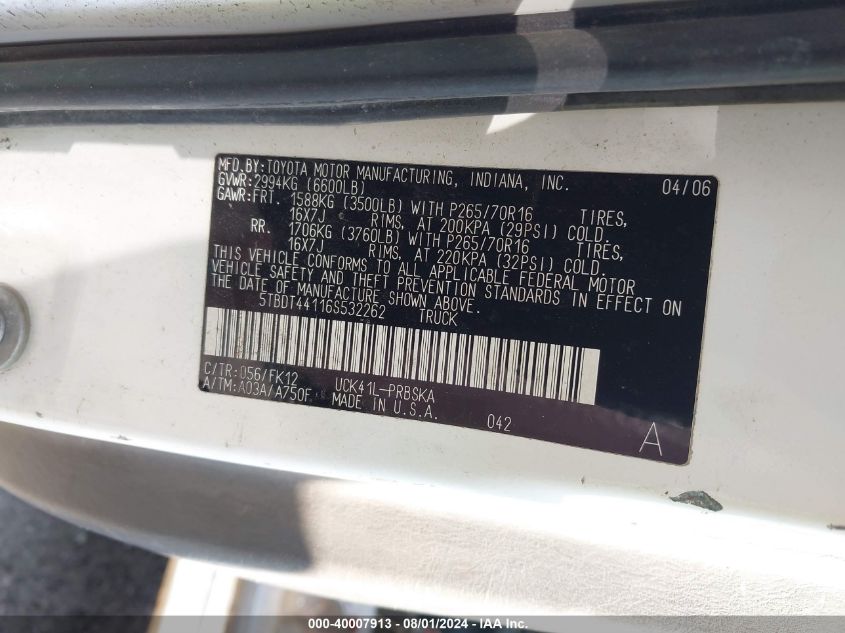 MFD.BY:TOYOTA MOTOR MANUFACTURING, INDIANA, INC. 04/06
GVWR:2994KG (6600LB)
GAWR:FRT. 1588KG (3500LB) WITH P265/70R16 TIRES,
16X7J RIMS, AT 200KPA (29PSI) COLD.
RR. 1706KG (3760LB) WITH P265/70R16 TIRES,
16X7J RIMS, AT 220KPA (32PSI) COLD.
THIS VEHICLE CONFORMS TO ALL APPLICABLE FEDERAL MOTOR
VEHICLE SAFETY AND THEFT PREVENTION STANDARDS IN EFFECT ON
THE DATE OF MANUFACTURE SHOWN ABOVE.
5TBDT44116S532262 TRUCK
C/TR:056/FK12 UCK41L-PRBSKA
A/TM:A03A/A750F MADE IN U.S.A. 042 A
000-40007913 - 08/01/2024 - IAA Inc.